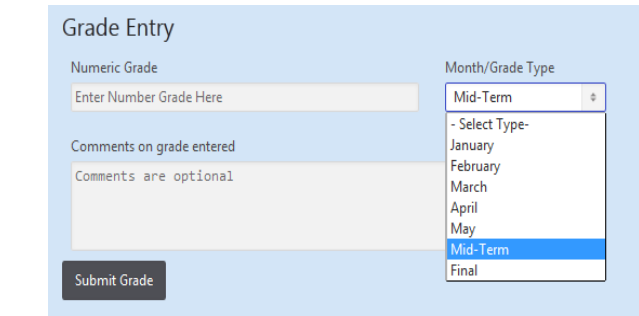 Grade Entry
Numeric Grade
Month/Grade Type
Enter Number Grade Here
Mid-Term
- Select Type-
January
February
March
April
May
Mid-Term
Final
Comments on grade entered
Comments are optional
Submit Grade